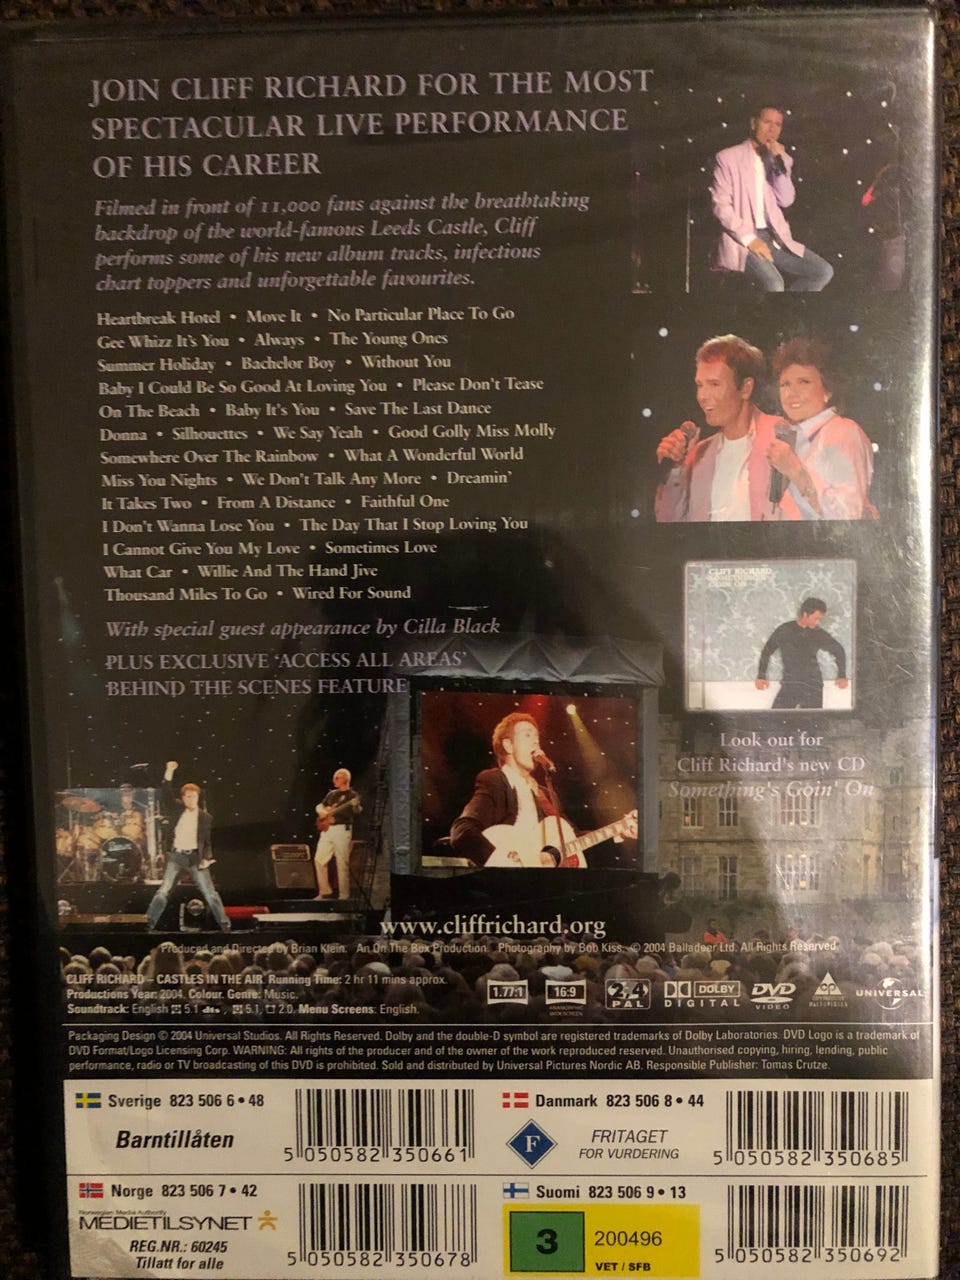 JOIN CLIFF RICHARD FOR THE MOST
SPECTACULAR LIVE PERFORMANCE
OF HIS CAREER
Filmed in front of 11,000 fans against the breathtaking
backdrop of the world-famous Leeds Castle, Cliff
performs some of his new album tracks, infectious
chart toppers and unforgettable favourites.
Heartbreak Hotel • Move It • No Particular Place To Go
Gee Whizz It's You • Always • The Young Ones
Summer Holiday • Bachelor Boy • Without You
Baby I Could Be So Good At Loving You • Please Don't Tease
On The Beach • Baby It's You • Save The Last Dance
Donna • Silhouettes • We Say Yeah • Good Golly Miss Molly
Somewhere Over The Rainbow • What A Wonderful World
Miss You Nights • We Don't Talk Any More • Dreamin'
It Takes Two • From A Distance • Faithful One
I Don't Wanna Lose You • The Day That I Stop Loving You
I Cannot Give You My Love • Sometimes Love
What Car • Willie And The Hand Jive
Thousand Miles To Go • Wired For Sound
With special guest appearance by Cilla Black
PLUS EXCLUSIVE 'ACCESS ALL AREAS'
BEHIND THE SCENES FEATURE
CLIFF RICHARD
SOMETHING'S
GOIN' ON
Look out for
Cliff Richard's new CD
Something's Goin' On
www.cliffrichard.org
Produced and Directed by Brian Klein. An On The Box Production. Photography by Bob Kiss. © 2004 Balladeer Ltd. All Rights Reserved
CLIFF RICHARD – CASTLES IN THE AIR. Running Time: 2 hr 11 mins approx.
Productions Year: 2004. Colour. Genre: Music.
Soundtrack: English 5.1 dts, 5.1, 2.0. Menu Screens: English.
1.77:1
16:9
2,4
PAL
DOLBY
DIGITAL
DVD
VIDEO
UNIVERSAL
Packaging Design © 2004 Universal Studios. All Rights Reserved. Dolby and the double-D symbol are registered trademarks of Dolby Laboratories. DVD Logo is a trademark of
DVD Format/Logo Licensing Corp. WARNING: All rights of the producer and of the owner of the work reproduced reserved. Unauthorised copying, hiring, lending, public
performance, radio or TV broadcasting of this DVD is prohibited. Sold and distributed by Universal Pictures Nordic AB. Responsible Publisher: Tomas Crutze.
Sverige 823 506 6 • 48
Barntillåten
5 050582 350661
Danmark 823 506 8 • 44
F
FRITAGET
FOR VURDERING
5 050582 350685
Norge 823 506 7 • 42
Norwegian Media Authority
MEDIETILSYNET
REG.NR.: 60245
Tillatt for alle
5 050582 350678
Suomi 823 506 9 • 13
3
200496
VET / SFB
5 050582 350692